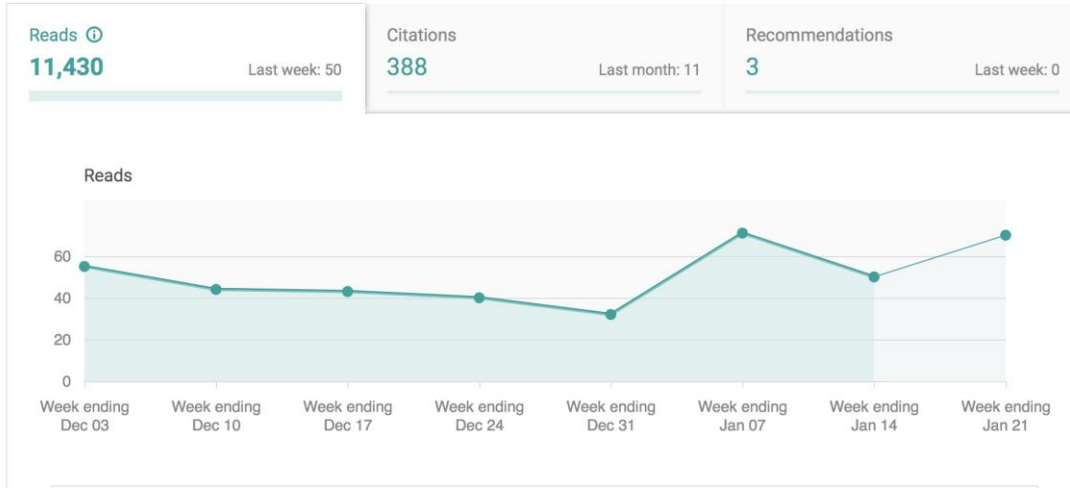 Reads
11,430
Last week: 50
Citations
388
Last month: 11
Recommendations
3
Last week: 0
Reads
60
40
20
0
Week ending
Dec 03
Week ending
Dec 10
Week ending
Dec 17
Week ending
Dec 24
Week ending
Dec 31
Week ending
Jan 07
Week ending
Jan 14
Week ending
Jan 21